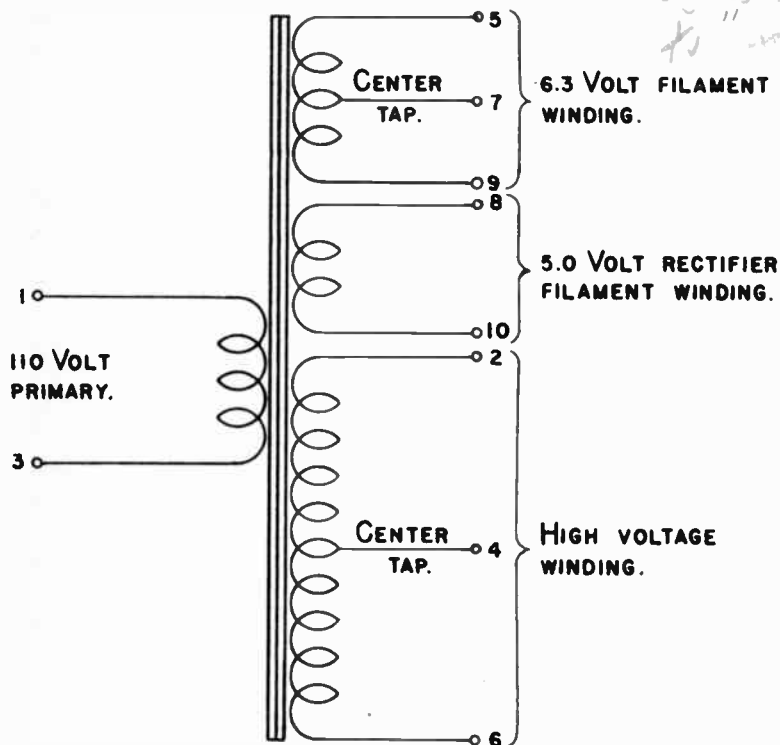 5
CENTER
TAP.
7
6.3 VOLT FILAMENT
WINDING.
9
8
5.0 VOLT RECTIFIER
FILAMENT WINDING.
10
1
110 VOLT
PRIMARY.
3
2
CENTER
TAP.
4
HIGH VOLTAGE
WINDING.
6